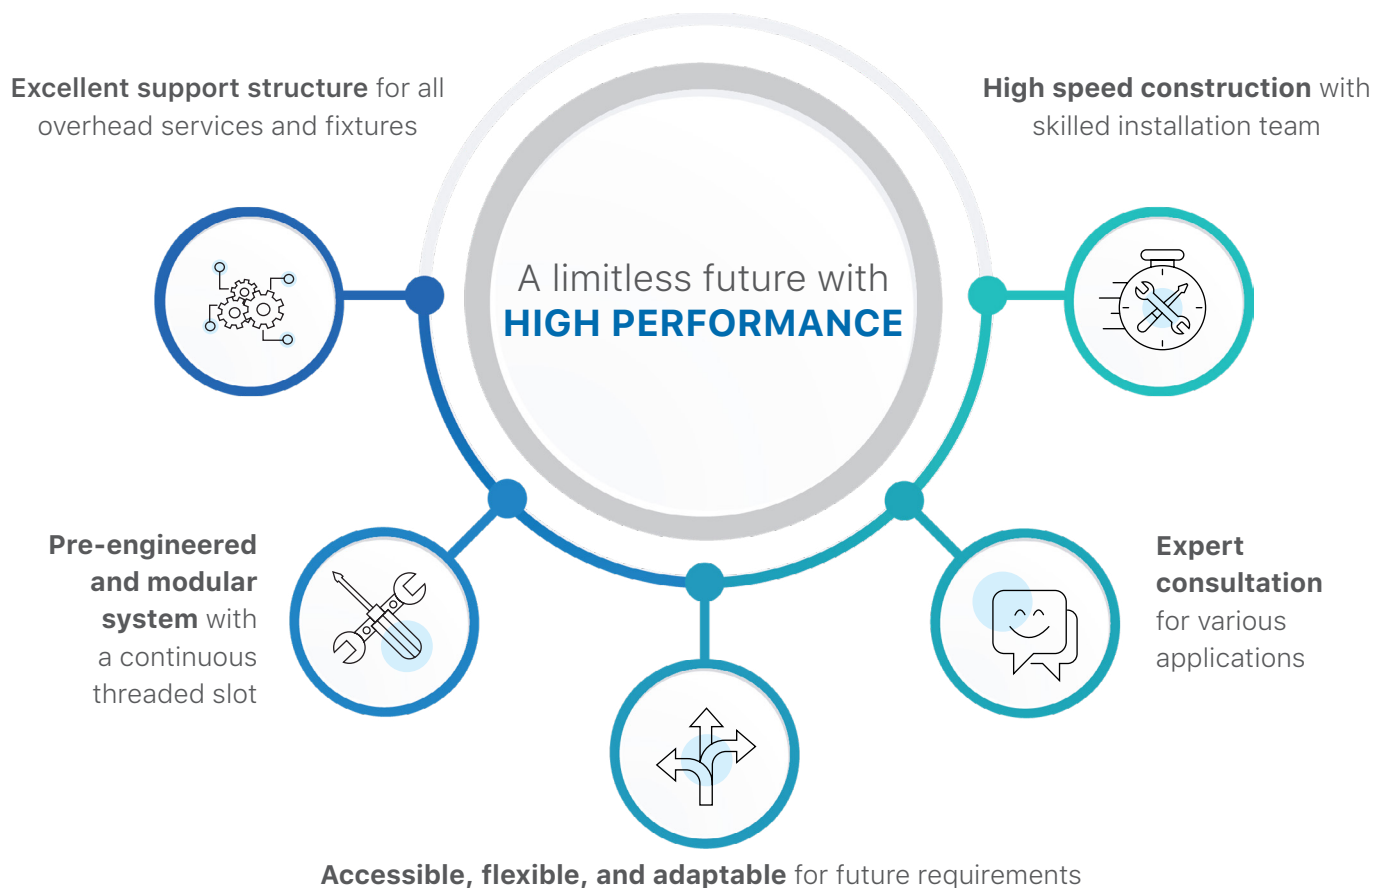 Excellent support structure for all
overhead services and fixtures
High speed construction with
skilled installation team
A limitless future with
HIGH PERFORMANCE
Pre-engineered
and modular
system with
a continuous
threaded slot
Expert
consultation
for various
applications
Accessible, flexible, and adaptable for future requirements